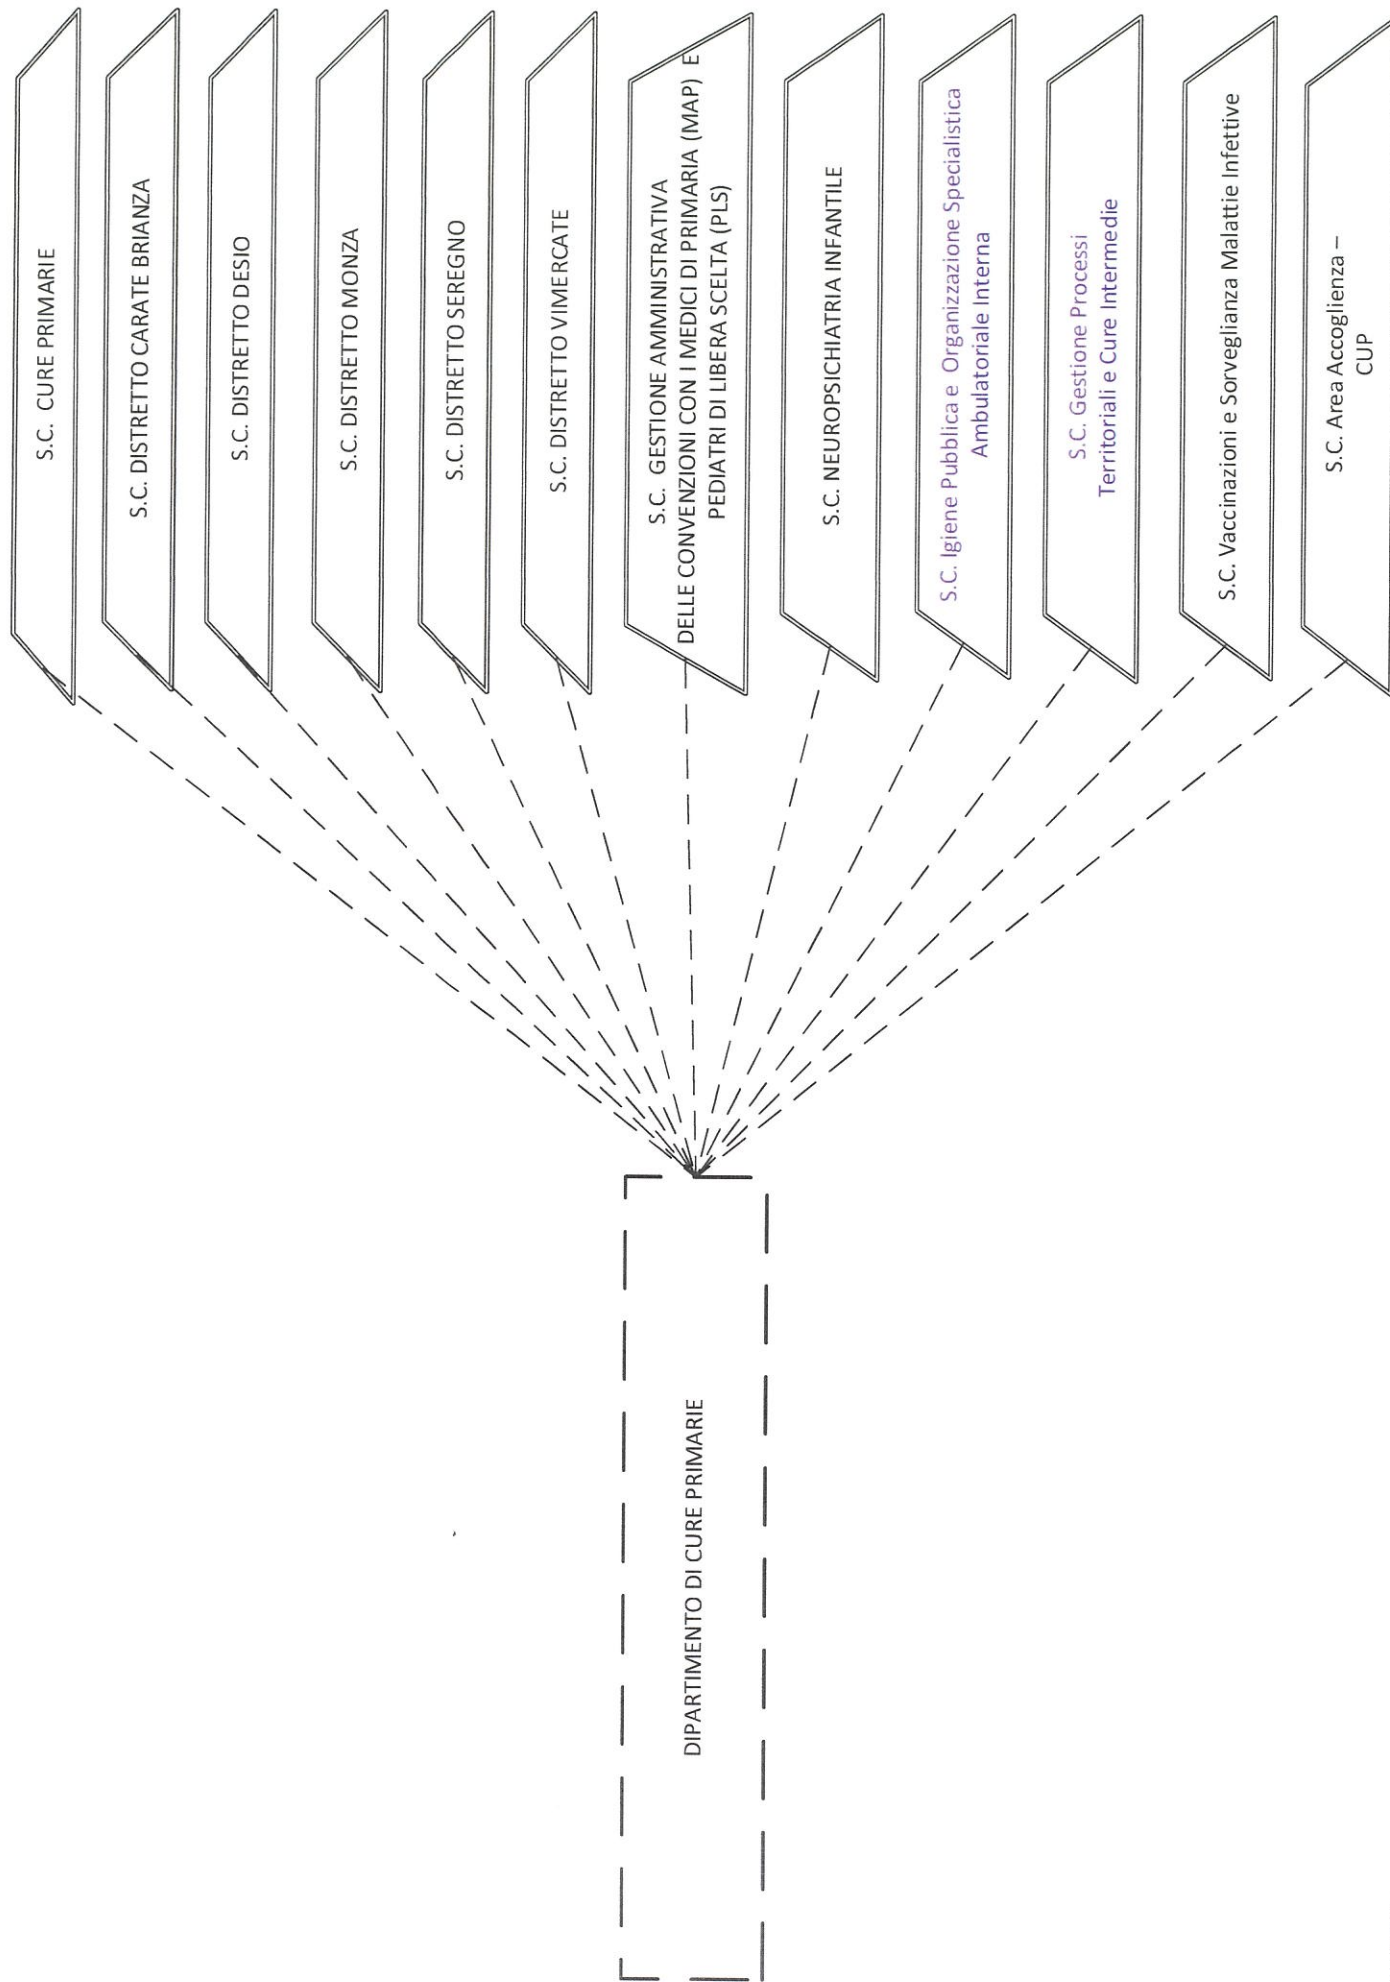 DIPARTIMENTO DI CURE PRIMARIE
S.C. CURE PRIMARIE
S.C. DISTRETTO CARATE BRIANZA
S.C. DISTRETTO DESIO
S.C. DISTRETTO MONZA
S.C. DISTRETTO SEREGNO
S.C. DISTRETTO VIMERCATE
S.C. GESTIONE AMMINISTRATIVA
DELLE CONVENZIONI CON I MEDICI DI PRIMARIA (MAP) E
PEDIATRI DI LIBERA SCELTA (PLS)
S.C. NEUROPSICHIATRIA INFANTILE
S.C. Igiene Pubblica e Organizzazione Specialistica
Ambulatoriale Interna
S.C. Gestione Processi
Territoriali e Cure Intermedie
S.C. Vaccinazioni e Sorveglianza Malattie Infettive
S.C. Area Accoglienza –
CUP